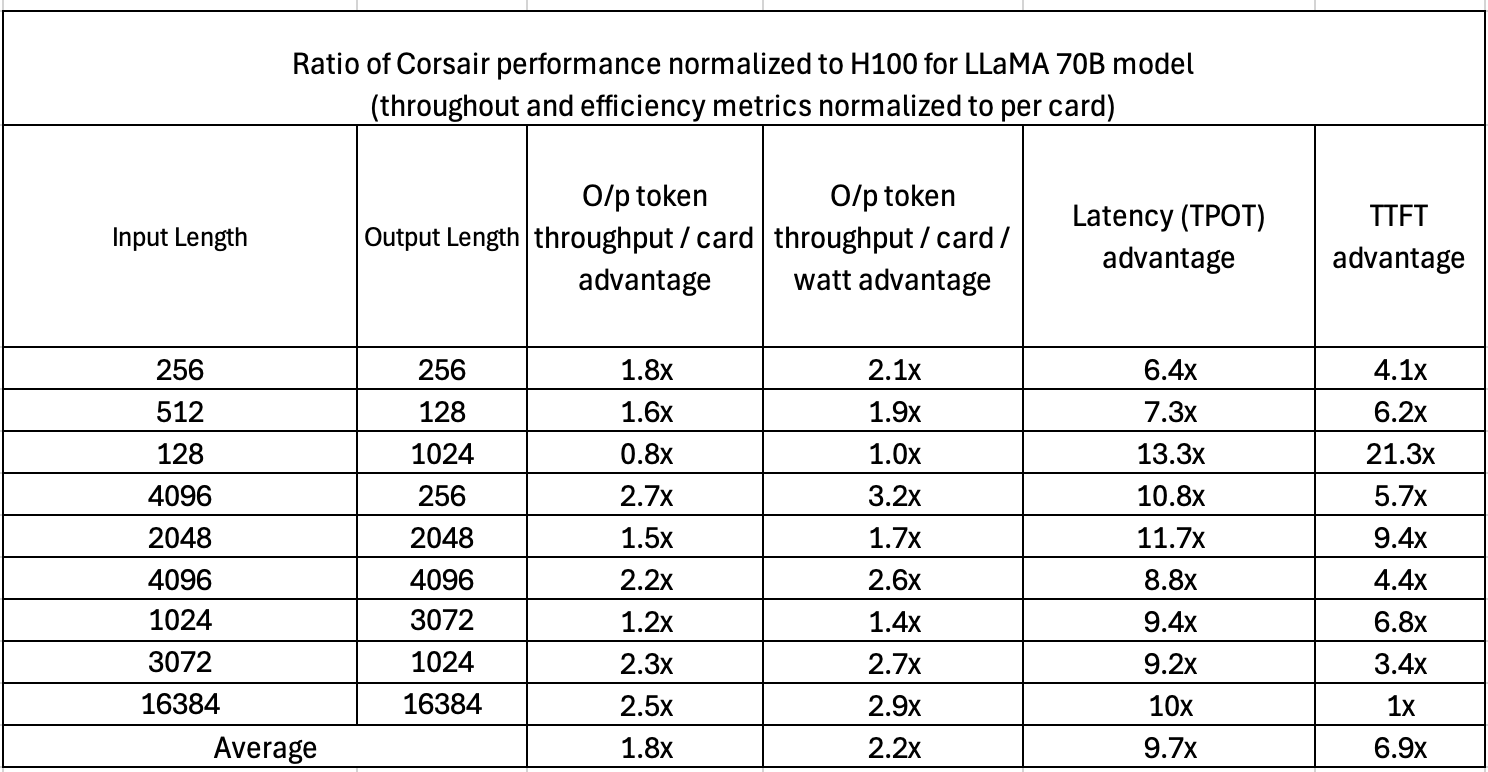 Ratio of Corsair performance normalized to H100 for LLaMA 70B model
(throughout and efficiency metrics normalized to per card)
Input Length Output Length O/p token throughput / card advantage O/p token throughput / card / watt advantage Latency (TPOT) advantage TTFT advantage
256 256 1.8x 2.1x 6.4x 4.1x
512 128 1.6x 1.9x 7.3x 6.2x
128 1024 0.8x 1.0x 13.3x 21.3x
4096 256 2.7x 3.2x 10.8x 5.7x
2048 2048 1.5x 1.7x 11.7x 9.4x
4096 4096 2.2x 2.6x 8.8x 4.4x
1024 3072 1.2x 1.4x 9.4x 6.8x
3072 1024 2.3x 2.7x 9.2x 3.4x
16384 16384 2.5x 2.9x 10x 1x
Average 1.8x 2.2x 9.7x 6.9x